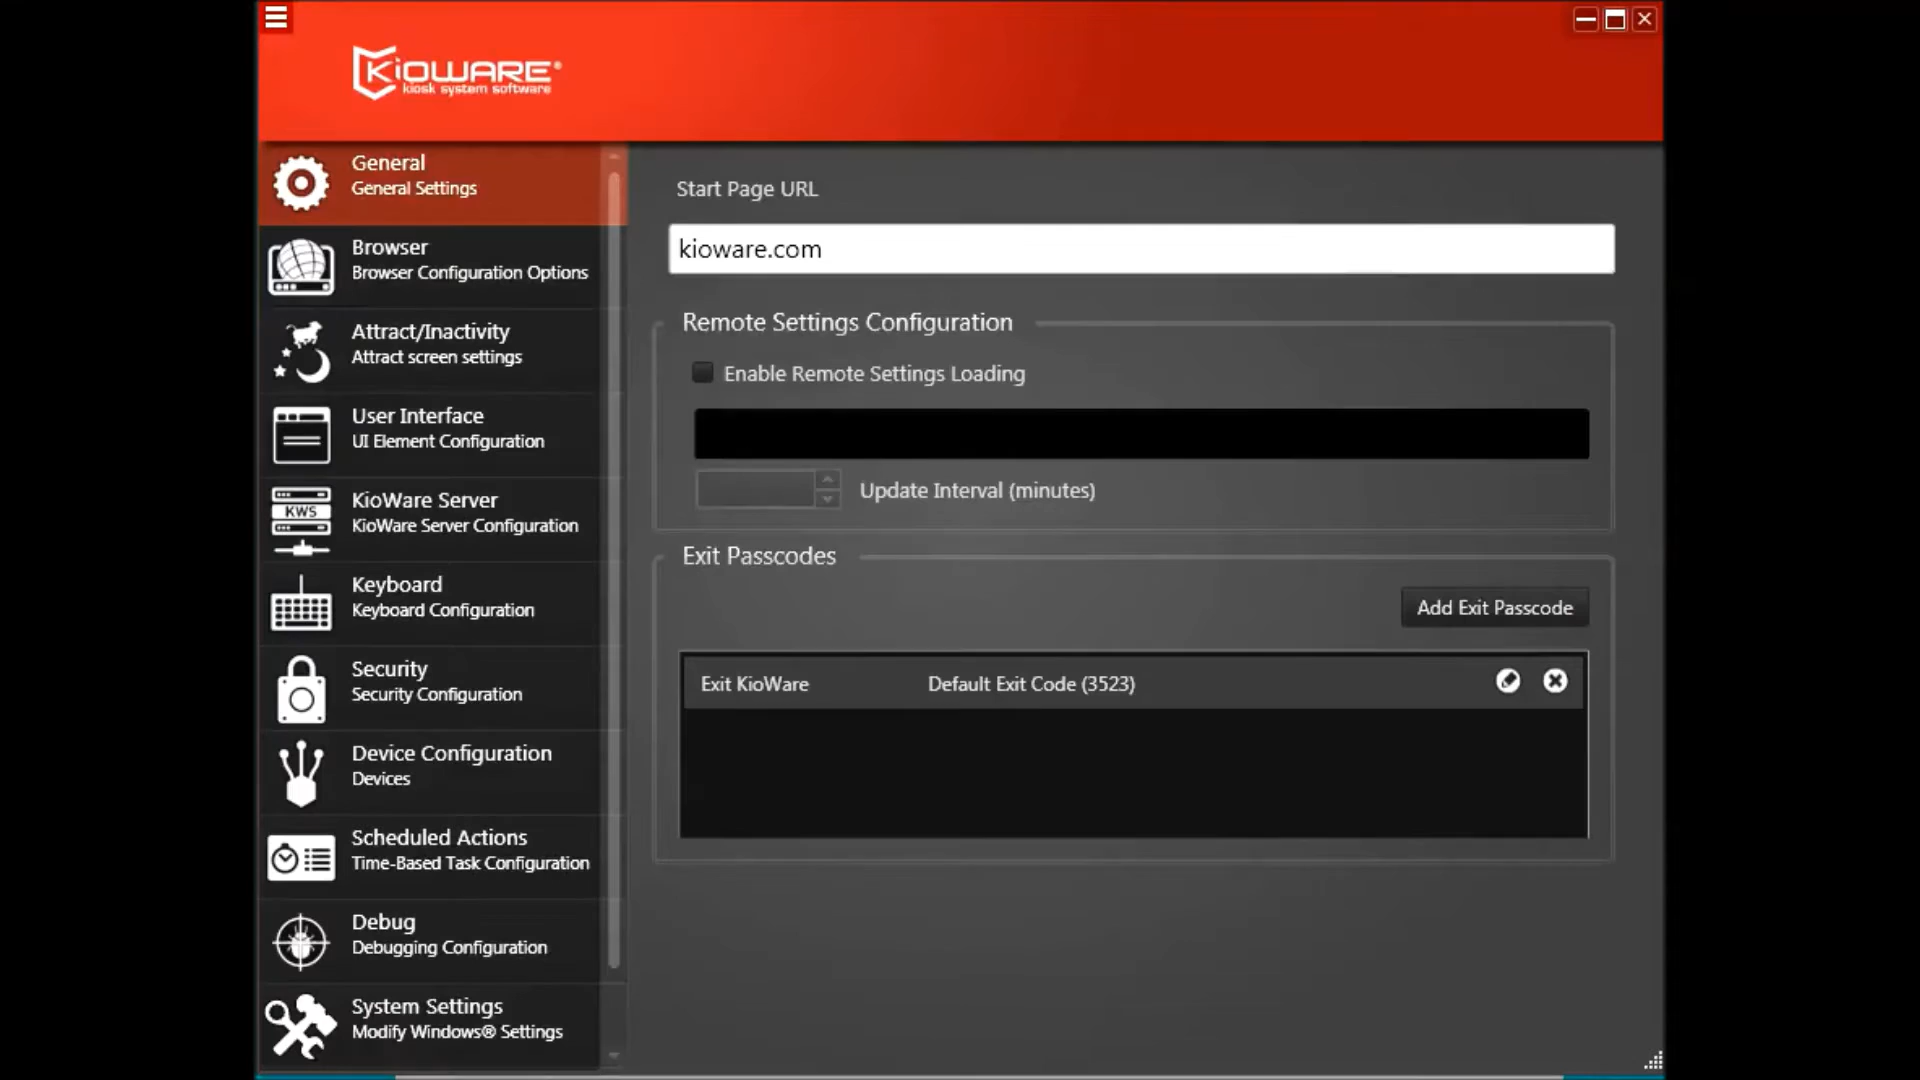 KiOWARE®
kiosk system software
General
General Settings
Browser
Browser Configuration Options
Attract/Inactivity
Attract screen settings
User Interface
UI Element Configuration
KWS
KioWare Server
KioWare Server Configuration
Keyboard
Keyboard Configuration
Security
Security Configuration
Device Configuration
Devices
Scheduled Actions
Time-Based Task Configuration
Debug
Debugging Configuration
System Settings
Modify Windows® Settings
Start Page URL
kioware.com
Remote Settings Configuration
Enable Remote Settings Loading
Update Interval (minutes)
Exit Passcodes
Add Exit Passcode
Exit KioWare Default Exit Code (3523)